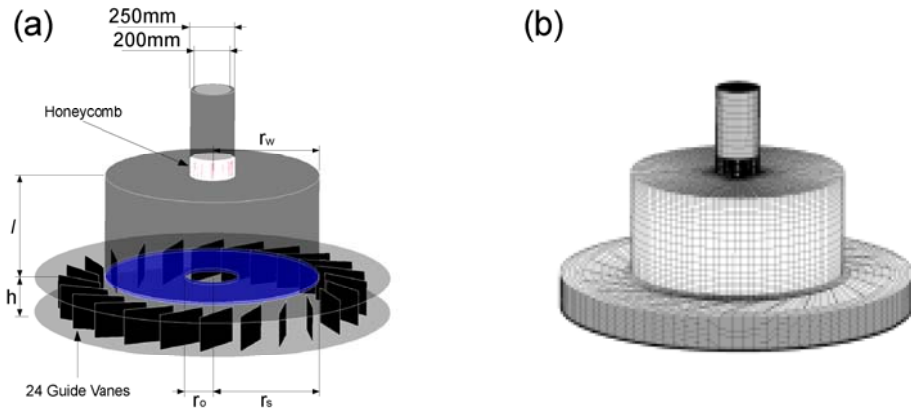 (a)
250mm
200mm
Honeycomb
rw
l
h
24 Guide Vanes
ro
rs
(b)